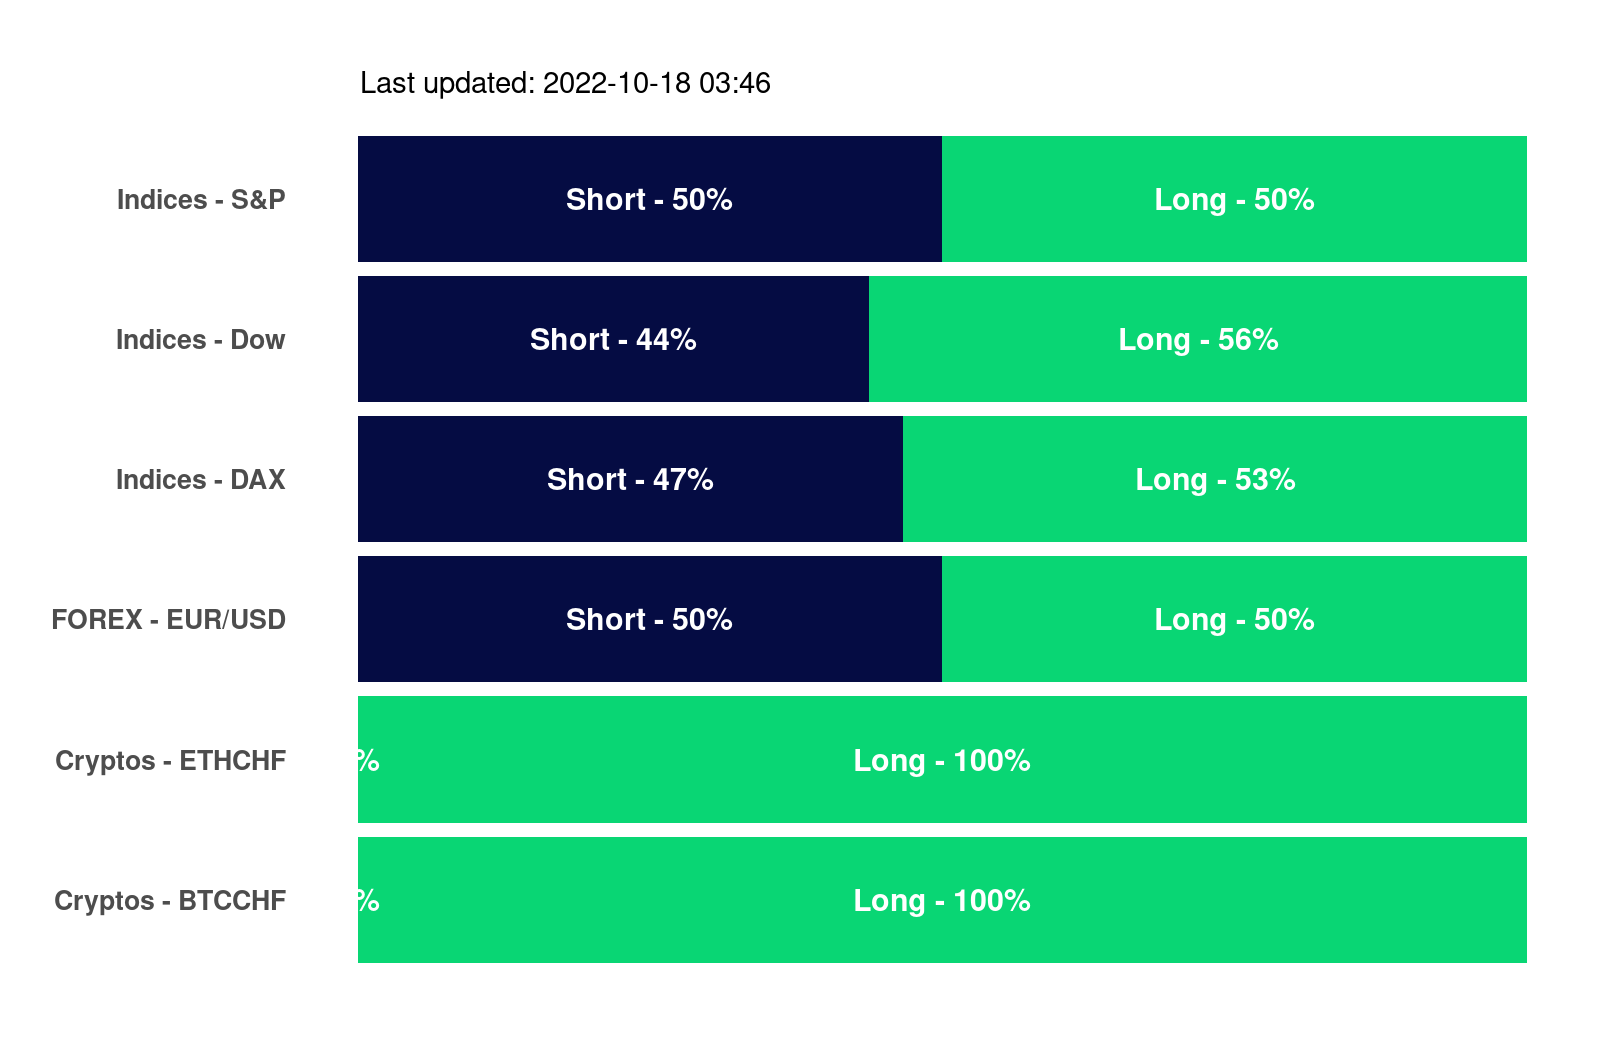 Last updated: 2022-10-18 03:46
Indices - S&P Short - 50% Long - 50%
Indices - Dow Short - 44% Long - 56%
Indices - DAX Short - 47% Long - 53%
FOREX - EUR/USD Short - 50% Long - 50%
Cryptos - ETHCHF % Long - 100%
Cryptos - BTCCHF % Long - 100%